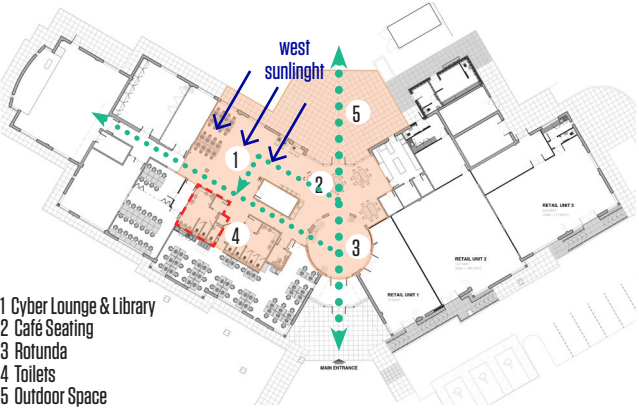 west
sunlinght
5
1
2
4
3
RETAIL UNIT 3
RETAIL UNIT 2
RETAIL UNIT 1
MAIN ENTRANCE
1 Cyber Lounge & Library
2 Café Seating
3 Rotunda
4 Toilets
5 Outdoor Space